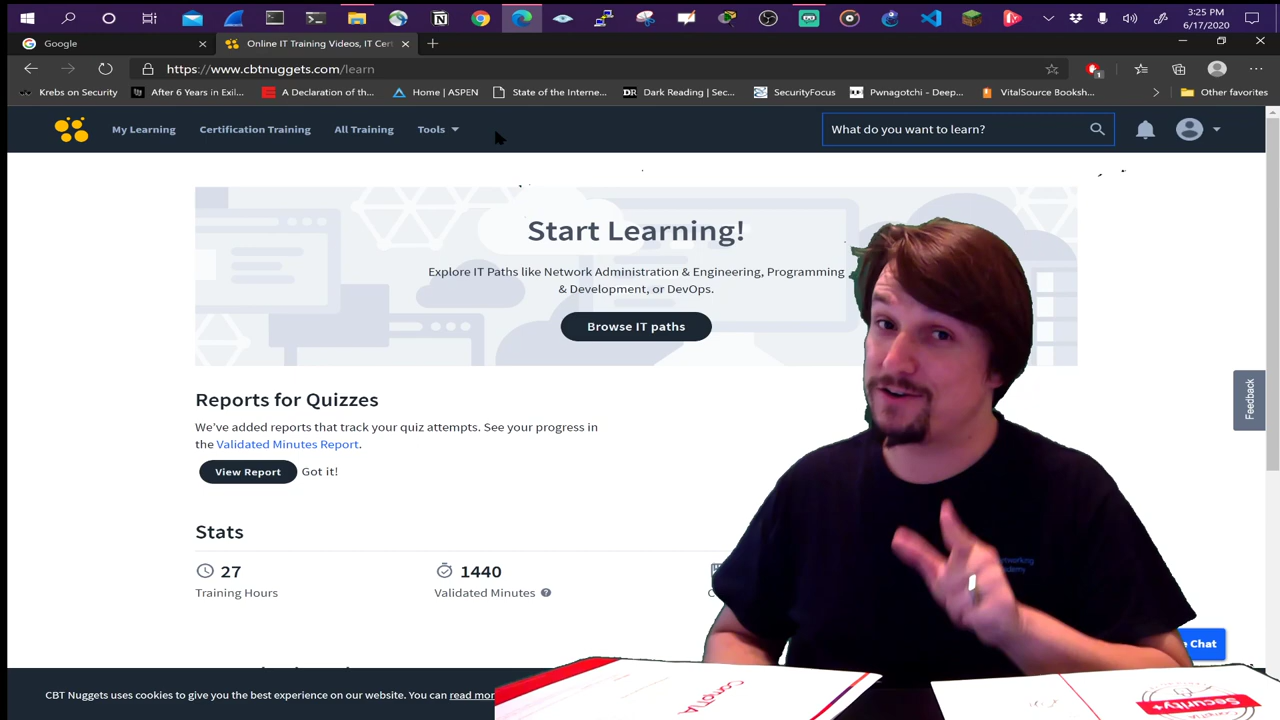 3:25 PM
6/17/2020
Google
Online IT Training Videos, IT Cert
https://www.cbtnuggets.com/learn
1
Krebs on Security
After 6 Years in Exil...
A Declaration of th...
Home | ASPEN
State of the Interne...
DR Dark Reading | Sec...
SecurityFocus
Pwnagotchi - Deep...
VitalSource Booksh...
Other favorites
My Learning
Certification Training
All Training
Tools
What do you want to learn?
Start Learning!
Explore IT Paths like Network Administration & Engineering, Programming
& Development, or DevOps.
Browse IT paths
Feedback
Reports for Quizzes
We've added reports that track your quiz attempts. See your progress in
the Validated Minutes Report.
View Report Got it!
Stats
27
Training Hours
1440
Validated Minutes
Chat
CBT Nuggets uses cookies to give you the best experience on our website. You can read mor
CompTIA
Security+